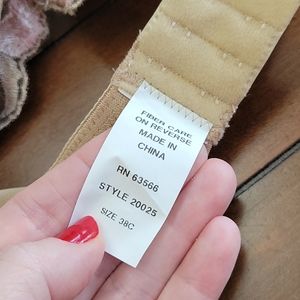 FIBER CARE
ON REVERSE
MADE IN
CHINA
RN 63566
STYLE 20025
SIZE 38C